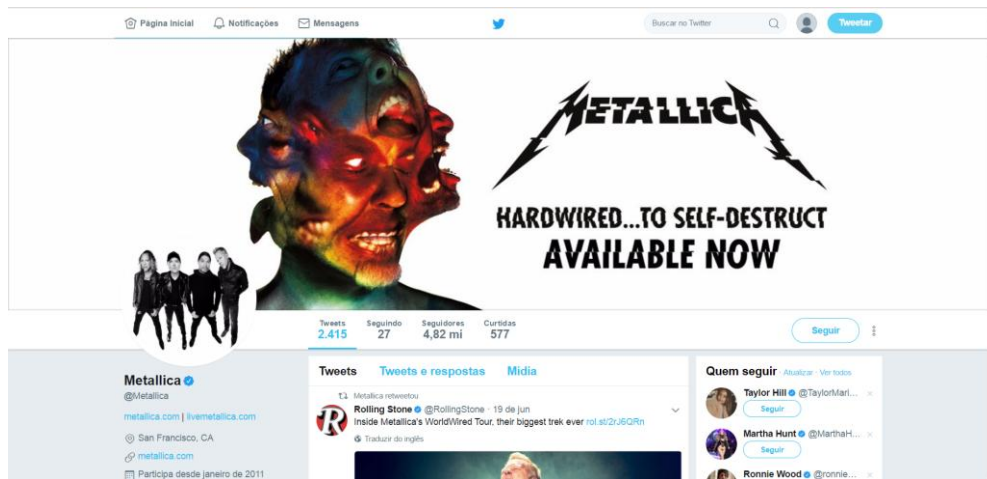 Página Inicial Notificações Mensagens Buscar no Twitter Tweetar
METALLICA
HARDWIRED...TO SELF-DESTRUCT
AVAILABLE NOW
Tweets Seguindo Seguidores Curtidas
2.415 27 4,82 mi 577
Seguir
Metallica
@Metallica
metallica.com | livemetallica.com
San Francisco, CA
metallica.com
Participa desde janeiro de 2011
Tweets Tweets e respostas Mídia
Metallica retweetou
Rolling Stone @RollingStone · 19 de jun
Inside Metallica's WorldWired Tour, their biggest trek ever rol.st/2rJ6QRn
Traduzir do inglês
Quem seguir · Atualizar · Ver todos
Taylor Hill @TaylorMari...
Seguir
Martha Hunt @MarthaH...
Seguir
Ronnie Wood @ronnie...